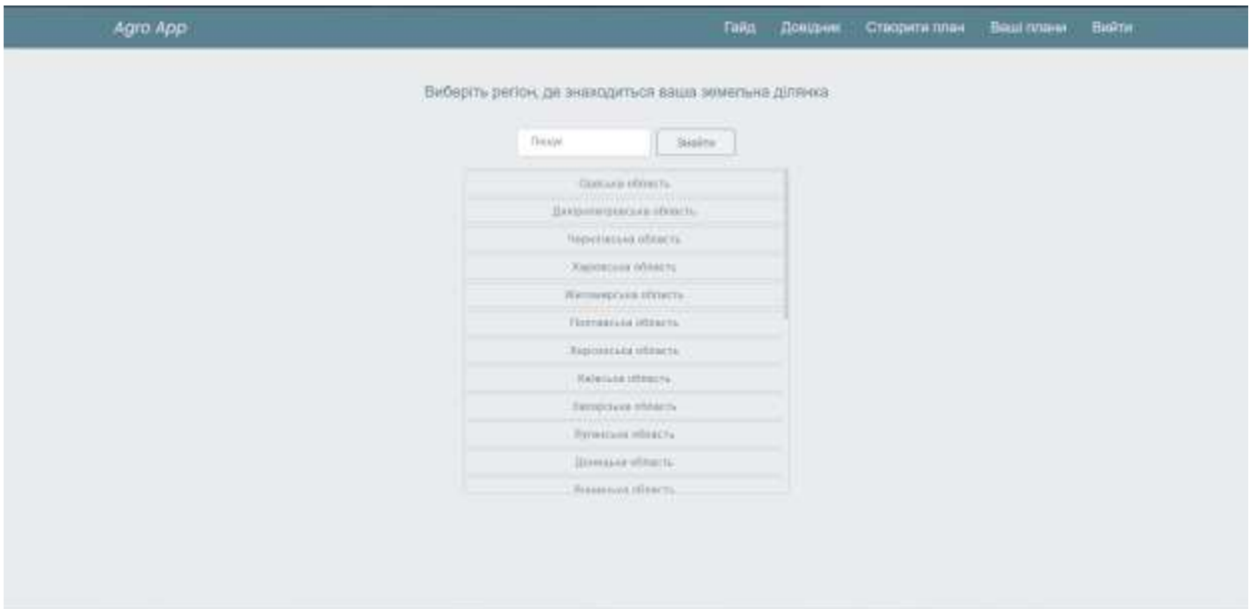 Agro App
Гайд Довідник Створити план Ваші плани Вийти
Виберіть регіон, де знаходиться ваша земельна ділянка
Пошук
Знайти
Одеська область
Дніпропетровська область
Чернігівська область
Харківська область
Житомирська область
Полтавська область
Херсонська область
Київська область
область
Луганська область
Донецька область
Вінницька область